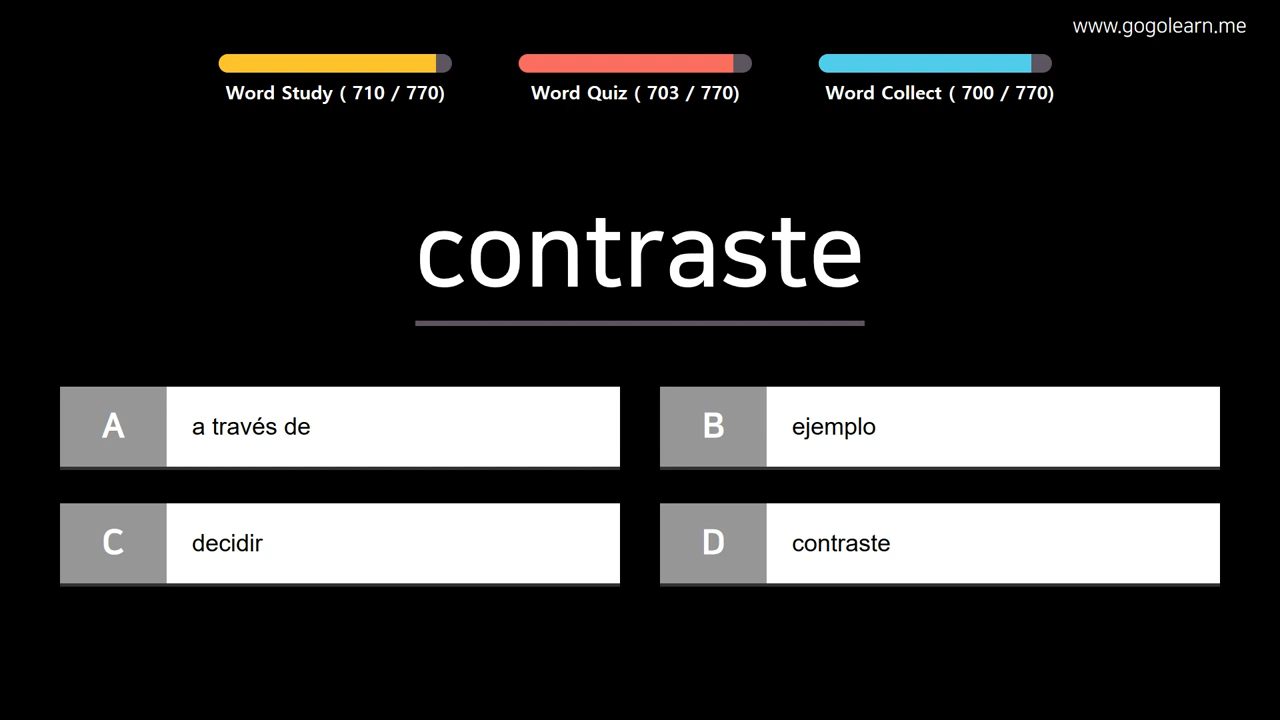 www.gogolearn.me
Word Study ( 710 / 770)
Word Quiz ( 703 / 770)
Word Collect ( 700 / 770)
contraste
A
a través de
B
ejemplo
C
decidir
D
contraste